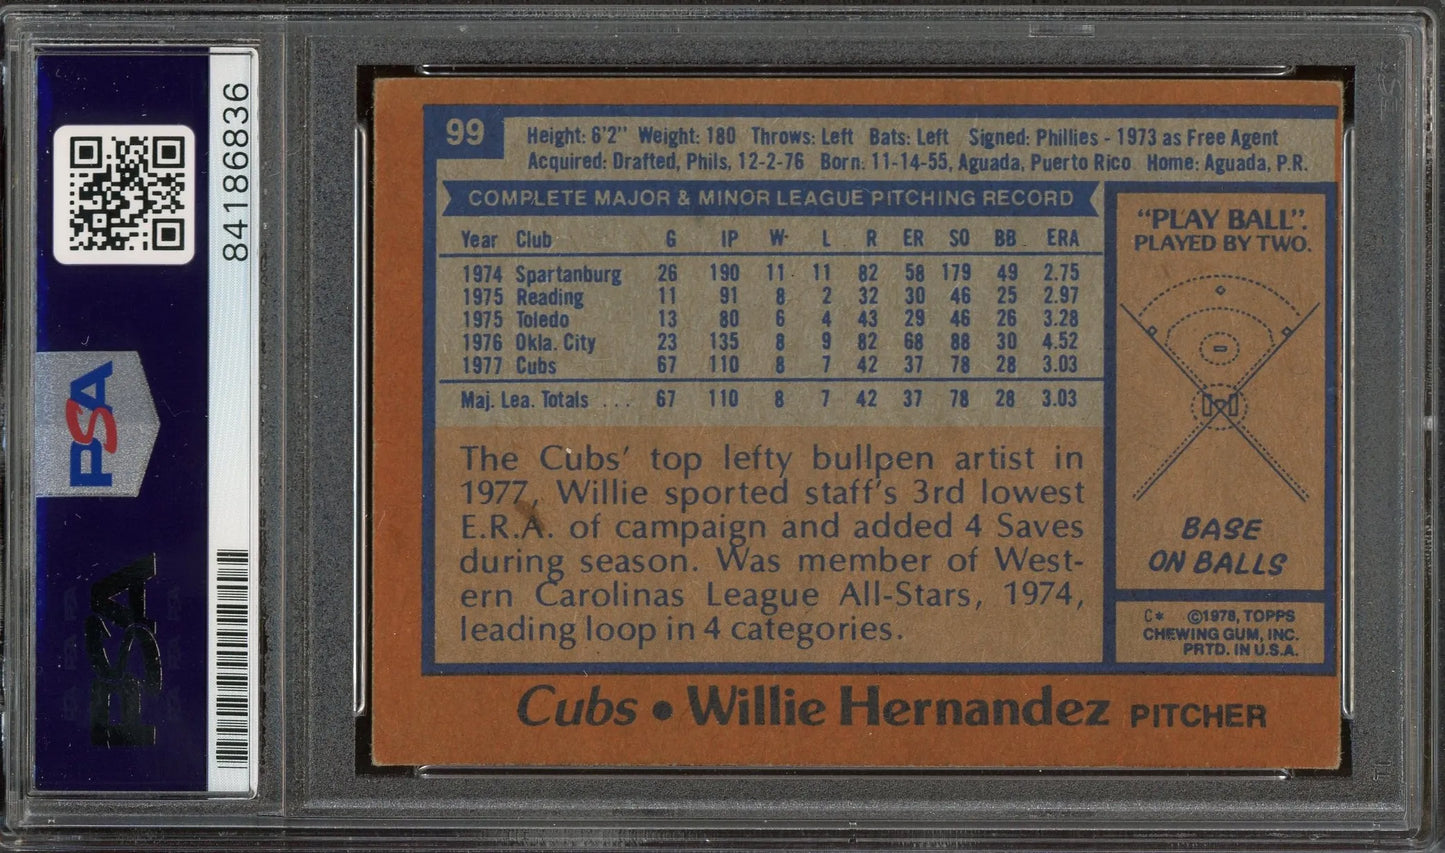 84186836
PSA
PSA
99
Height: 6'2" Weight: 180 Throws: Left Bats: Left Signed: Phillies - 1973 as Free Agent
Acquired: Drafted, Phils, 12-2-76 Born: 11-14-55, Aguada, Puerto Rico Home: Aguada, P.R.
COMPLETE MAJOR & MINOR LEAGUE PITCHING RECORD
Year Club G IP W L R ER SO BB ERA
1974 Spartanburg 26 190 11 11 82 58 179 49 2.75
1975 Reading 11 91 8 2 32 30 46 25 2.97
1975 Toledo 13 80 6 4 43 29 46 26 3.28
1976 Okla. City 23 135 8 9 82 68 88 30 4.52
1977 Cubs 67 110 8 7 42 37 78 28 3.03
Maj. Lea. Totals ... 67 110 8 7 42 37 78 28 3.03
The Cubs' top lefty bullpen artist in
1977, Willie sported staff's 3rd lowest
E.R.A. of campaign and added 4 Saves
during season. Was member of West-
ern Carolinas League All-Stars, 1974,
leading loop in 4 categories.
"PLAY BALL".
PLAYED BY TWO.
BASE
ON BALLS
C* ©1978, TOPPS
CHEWING GUM, INC.
PRTD. IN U.S.A.
Cubs • Willie Hernandez PITCHER